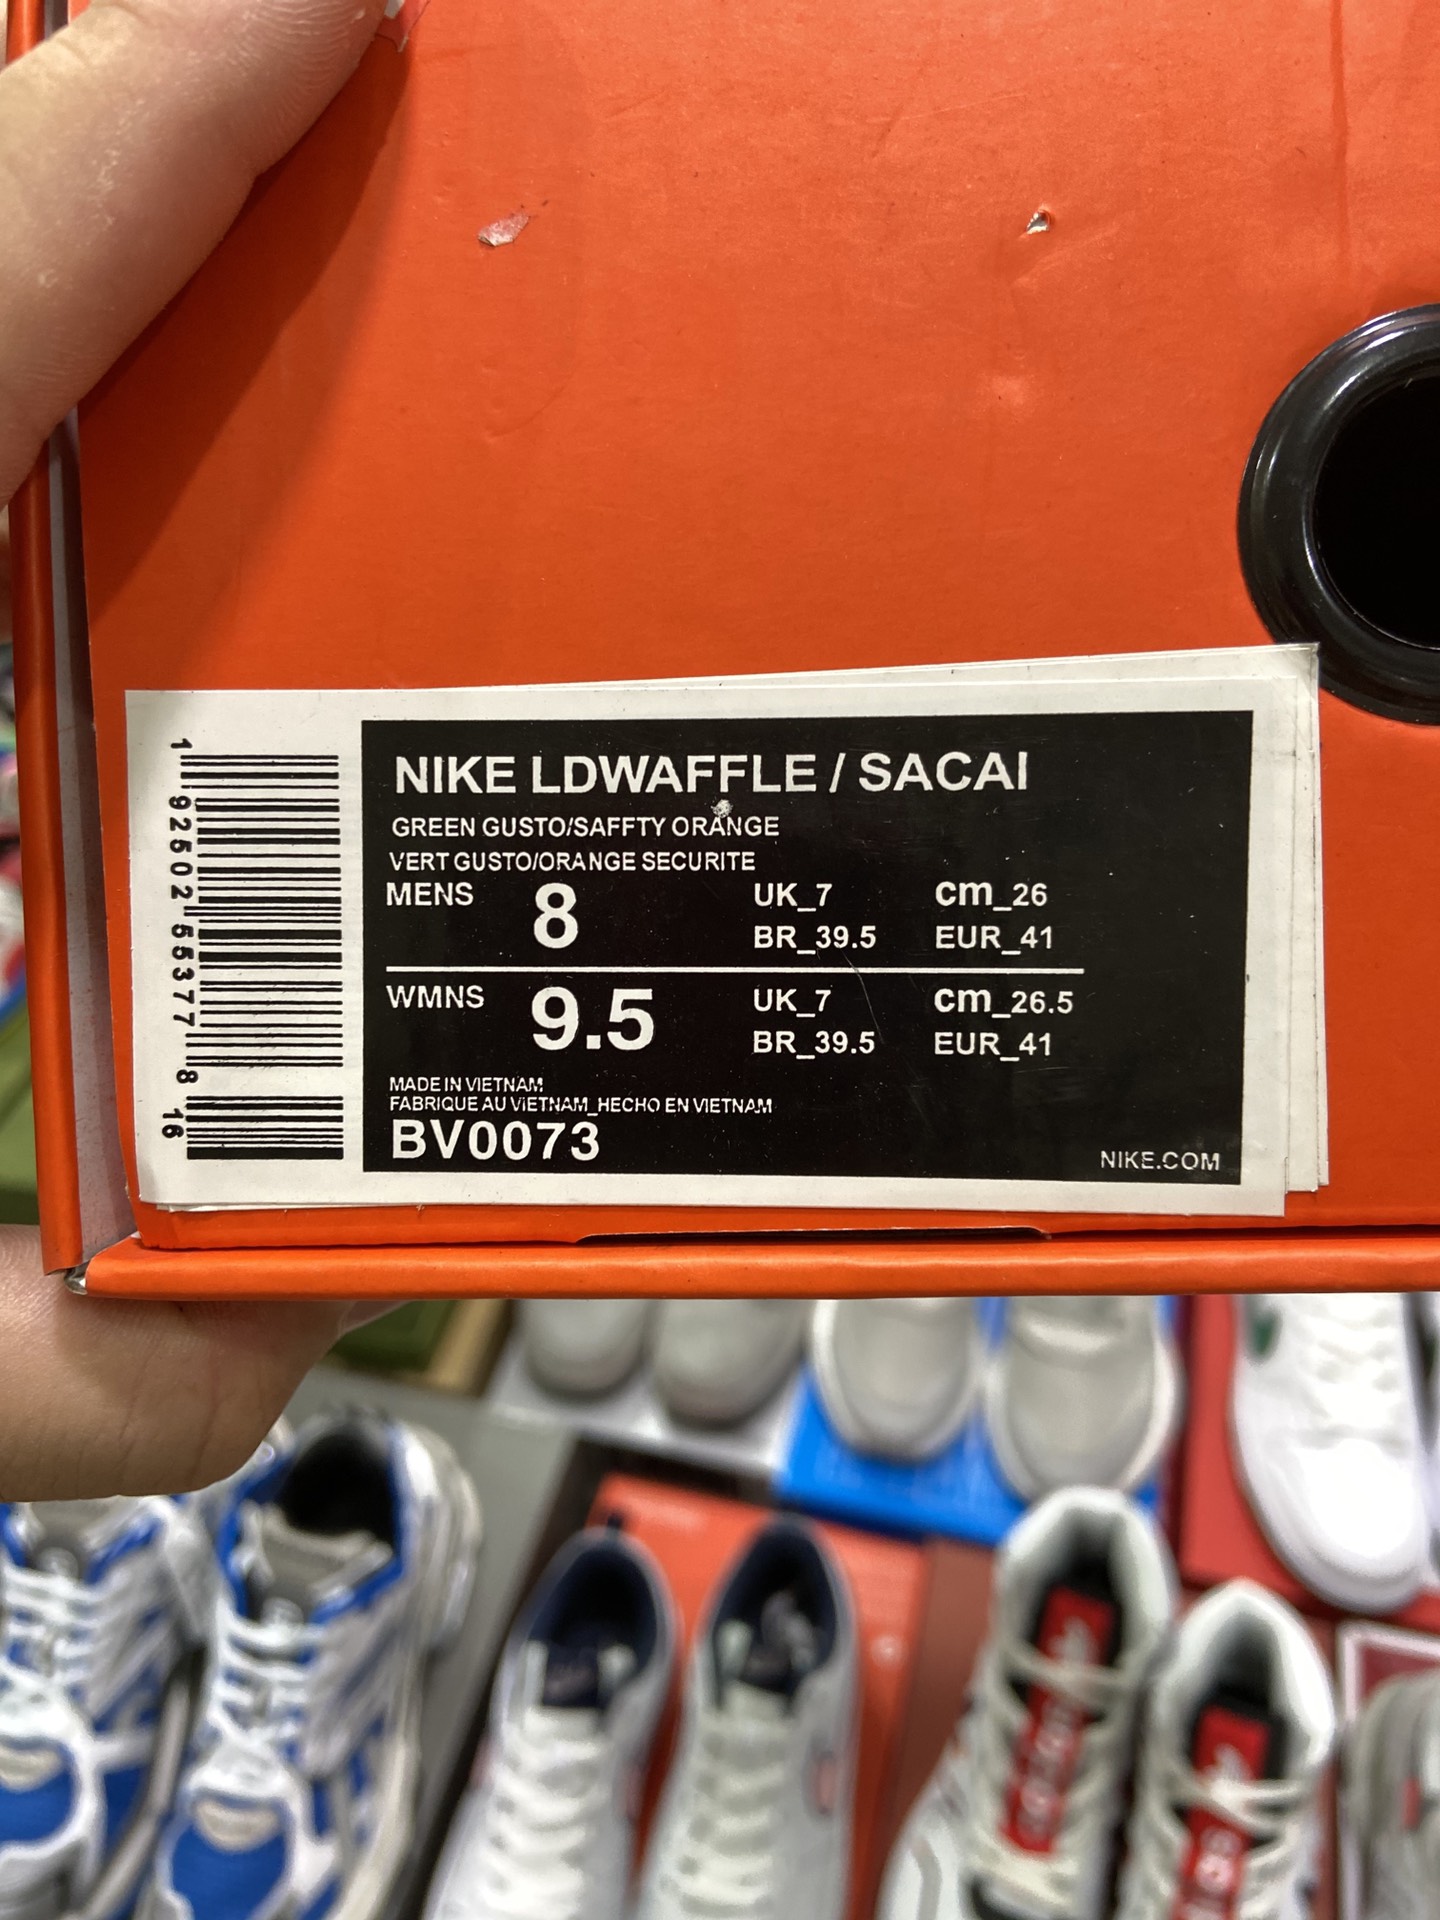 NIKE LDWAFFLE / SACAI
GREEN GUSTO/SAFFTY ORANGE
VERT GUSTO/ORANGE SECURITE
MENS 8 UK_7 cm_26
BR_39.5 EUR_41
WMNS 9.5 UK_7 cm_26.5
BR_39.5 EUR_41
MADE IN VIETNAM
FABRIQUE AU VIETNAM_HECHO EN VIETNAM
BV0073
NIKE.COM
1 92502 55377 8 16